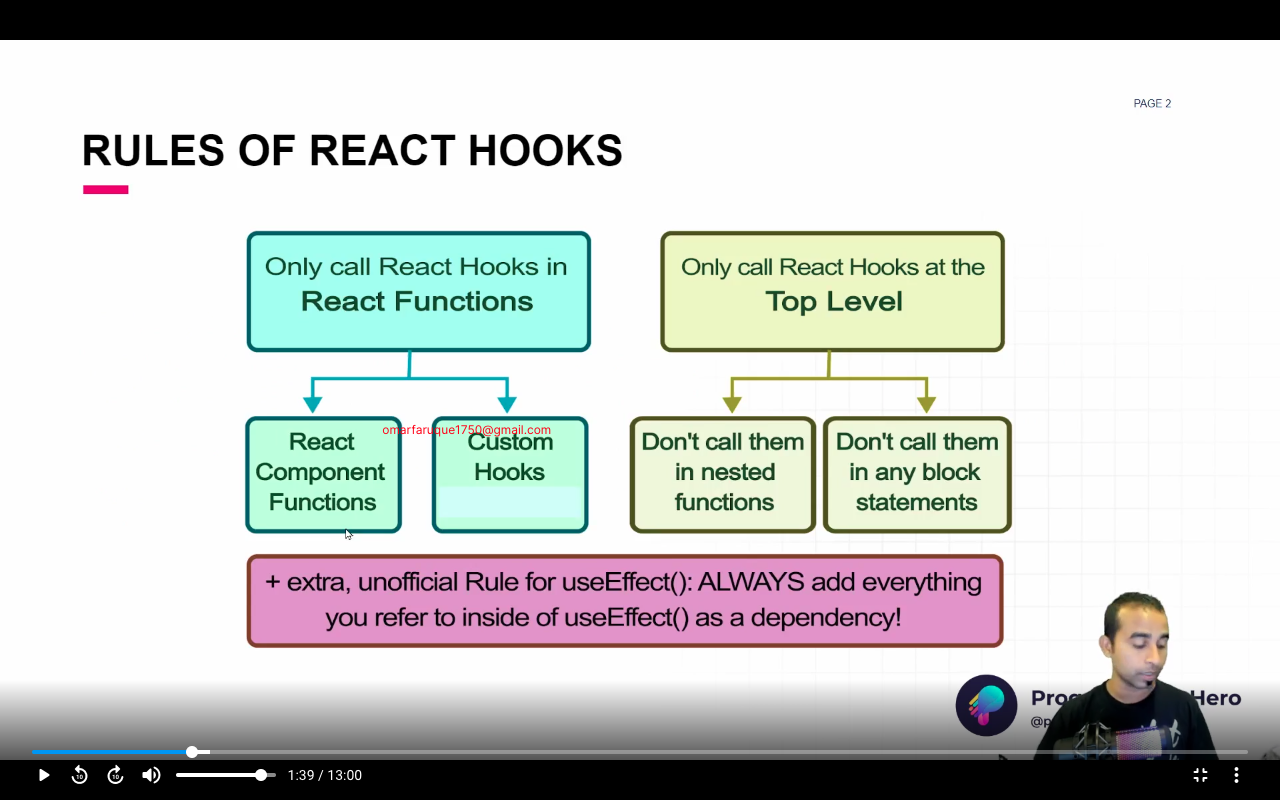 PAGE 2
RULES OF REACT HOOKS
Only call React Hooks in
React Functions
Only call React Hooks at the
Top Level
omarfaruque1750@gmail.com
React
Component
Functions
Custom
Hooks
Don't call them
in nested
functions
Don't call them
in any block
statements
+ extra, unofficial Rule for useEffect(): ALWAYS add everything
you refer to inside of useEffect() as a dependency!
Hero
10
10
1:39 / 13:00